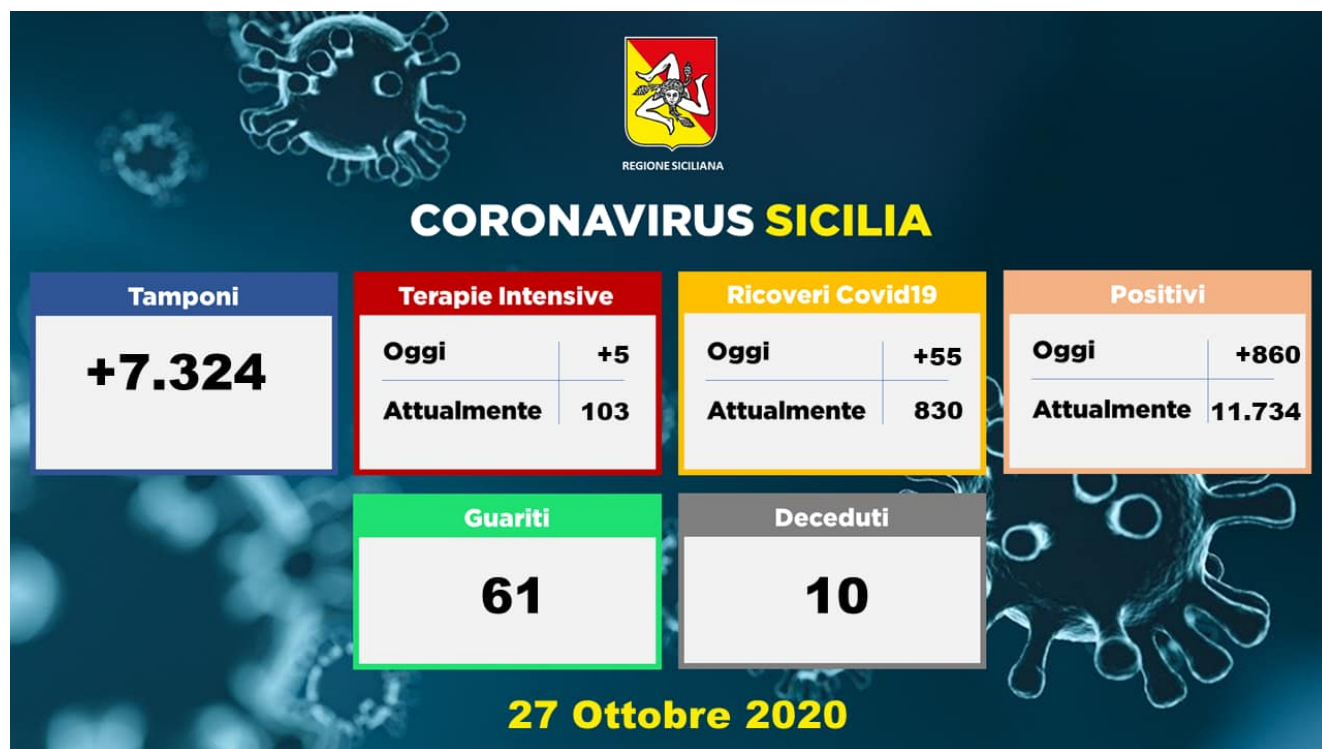 REGIONE SICILIANA
CORONAVIRUS SICILIA
Tamponi
+7.324
Terapie Intensive
Oggi +5
Attualmente 103
Ricoveri Covid19
Oggi +55
Attualmente 830
Positivi
Oggi +860
Attualmente 11.734
Guariti
61
Deceduti
10
27 Ottobre 2020